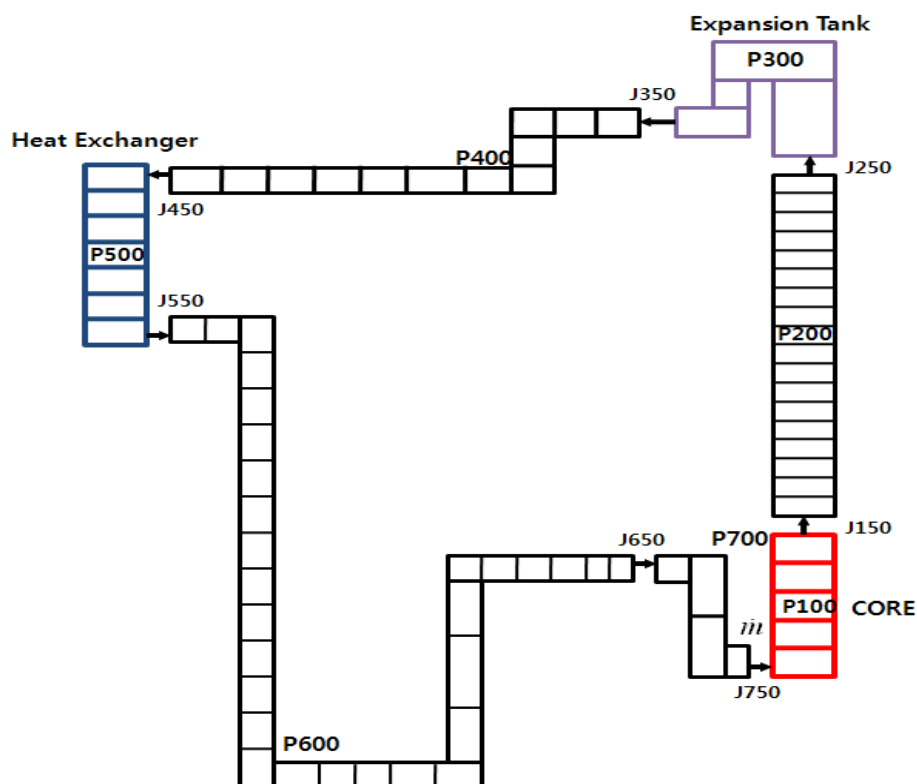 Expansion Tank
P300
J350
Heat Exchanger
P400
J250
J450
P500
J550
P200
J650
P700
J150
ṁ
P100
CORE
J750
P600